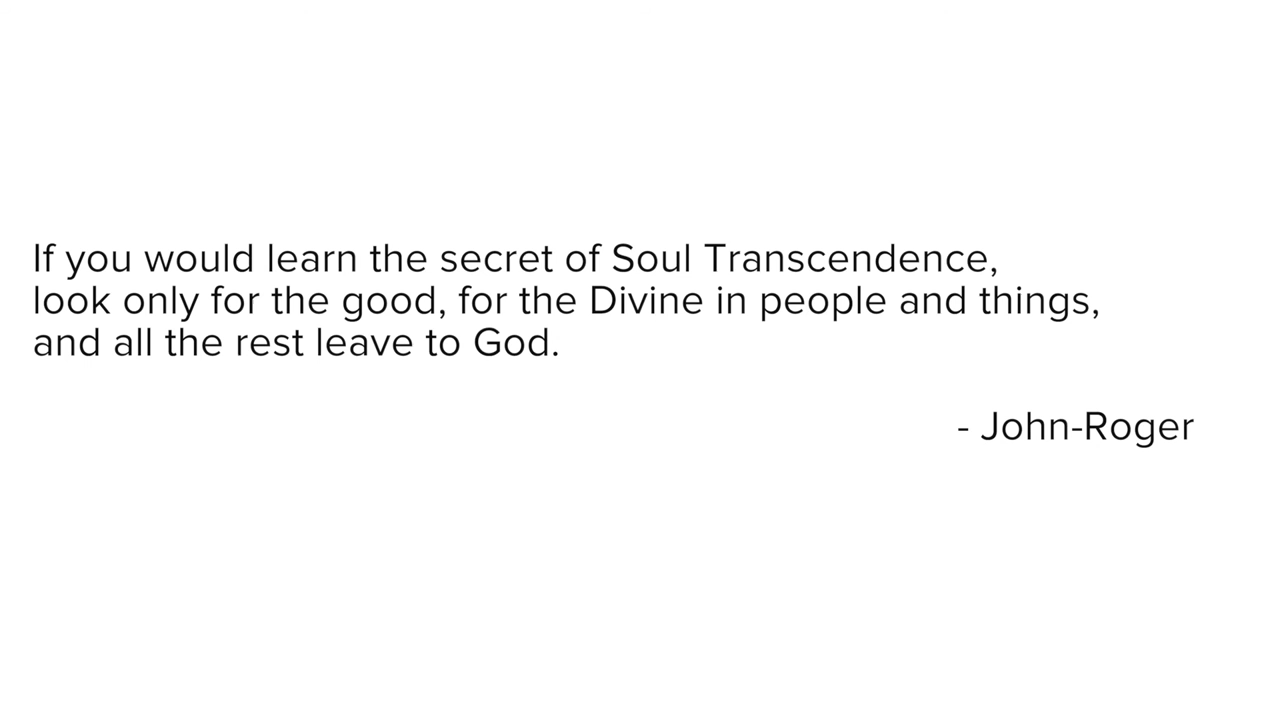 If you would learn the secret of Soul Transcendence,
look only for the good, for the Divine in people and things,
and all the rest leave to God.
- John-Roger